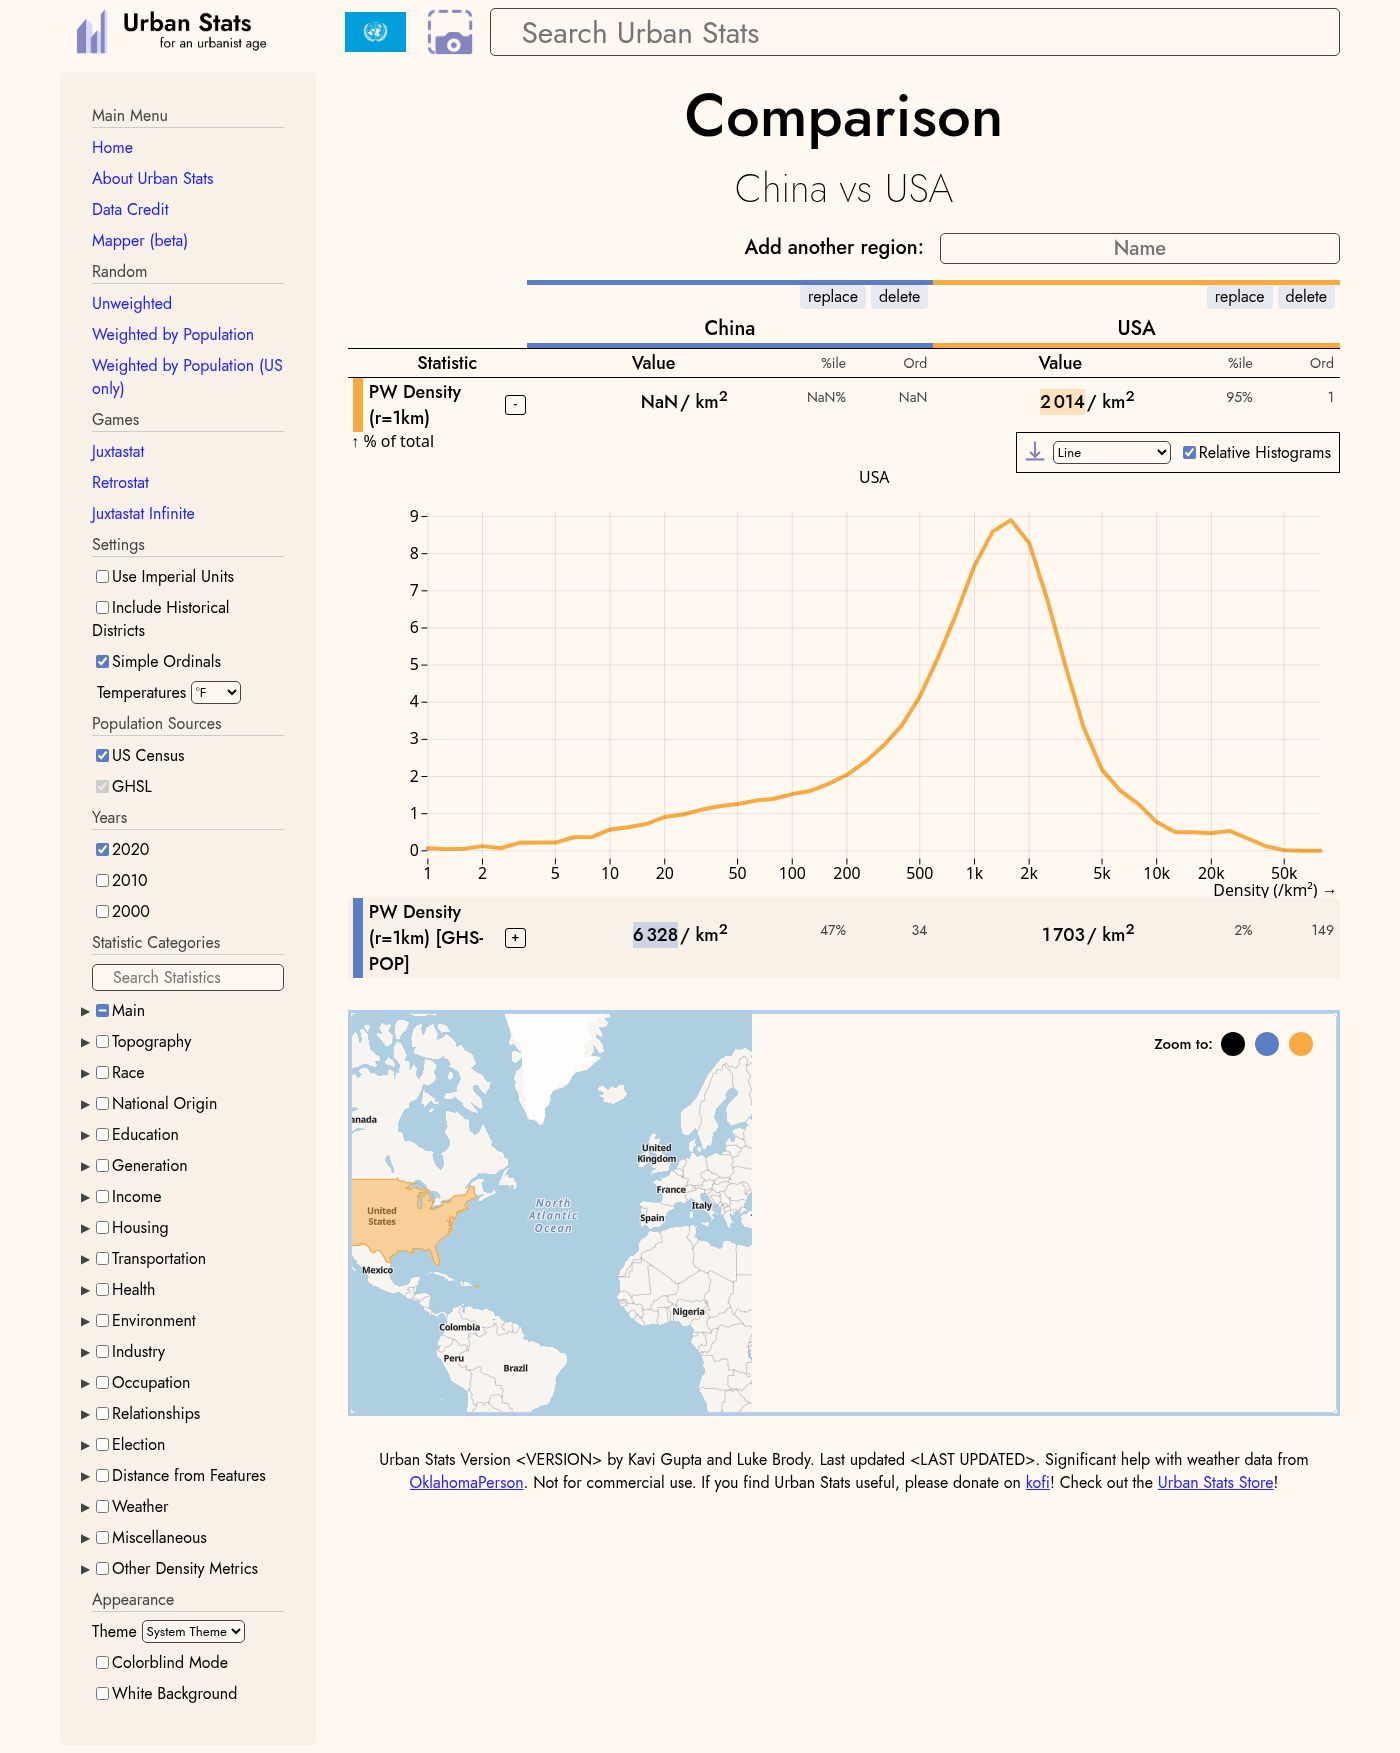 Urban Stats
for an urbanist age
Search Urban Stats
Main Menu
Home
About Urban Stats
Data Credit
Mapper (beta)
Random
Unweighted
Weighted by Population
Weighted by Population (US
only)
Games
Juxtastat
Retrostat
Juxtastat Infinite
Settings
Use Imperial Units
Include Historical
Districts
Simple Ordinals
Temperatures °F
Population Sources
US Census
GHSL
Years
2020
2010
2000
Statistic Categories
Search Statistics
Main
Topography
Race
National Origin
Education
Generation
Income
Housing
Transportation
Health
Environment
Industry
Occupation
Relationships
Election
Distance from Features
Weather
Miscellaneous
Other Density Metrics
Appearance
Theme System Theme
Colorblind Mode
White Background
Comparison
China vs USA
Add another region: Name
replace delete replace delete
China USA
Statistic Value %ile Ord Value %ile Ord
PW Density
(r=1km) - NaN / km² NaN% NaN 2 014 / km² 95% 1
↑ % of total
Line Relative Histograms
USA
9
8
7
6
5
4
3
2
1
0
1 2 5 10 20 50 100 200 500 1k 2k 5k 10k 20k 50k
Density (/km²) →
PW Density
(r=1km) [GHS-
POP] + 6 328 / km² 47% 34 1 703 / km² 2% 149
Zoom to:
anada
United
Kingdom
France
Italy
Spain
North
Atlantic
Ocean
United
States
Mexico
Nigeria
Colombia
Peru
Brazil
Urban Stats Version <VERSION> by Kavi Gupta and Luke Brody. Last updated <LAST UPDATED>. Significant help with weather data from
OklahomaPerson. Not for commercial use. If you find Urban Stats useful, please donate on kofi! Check out the Urban Stats Store!